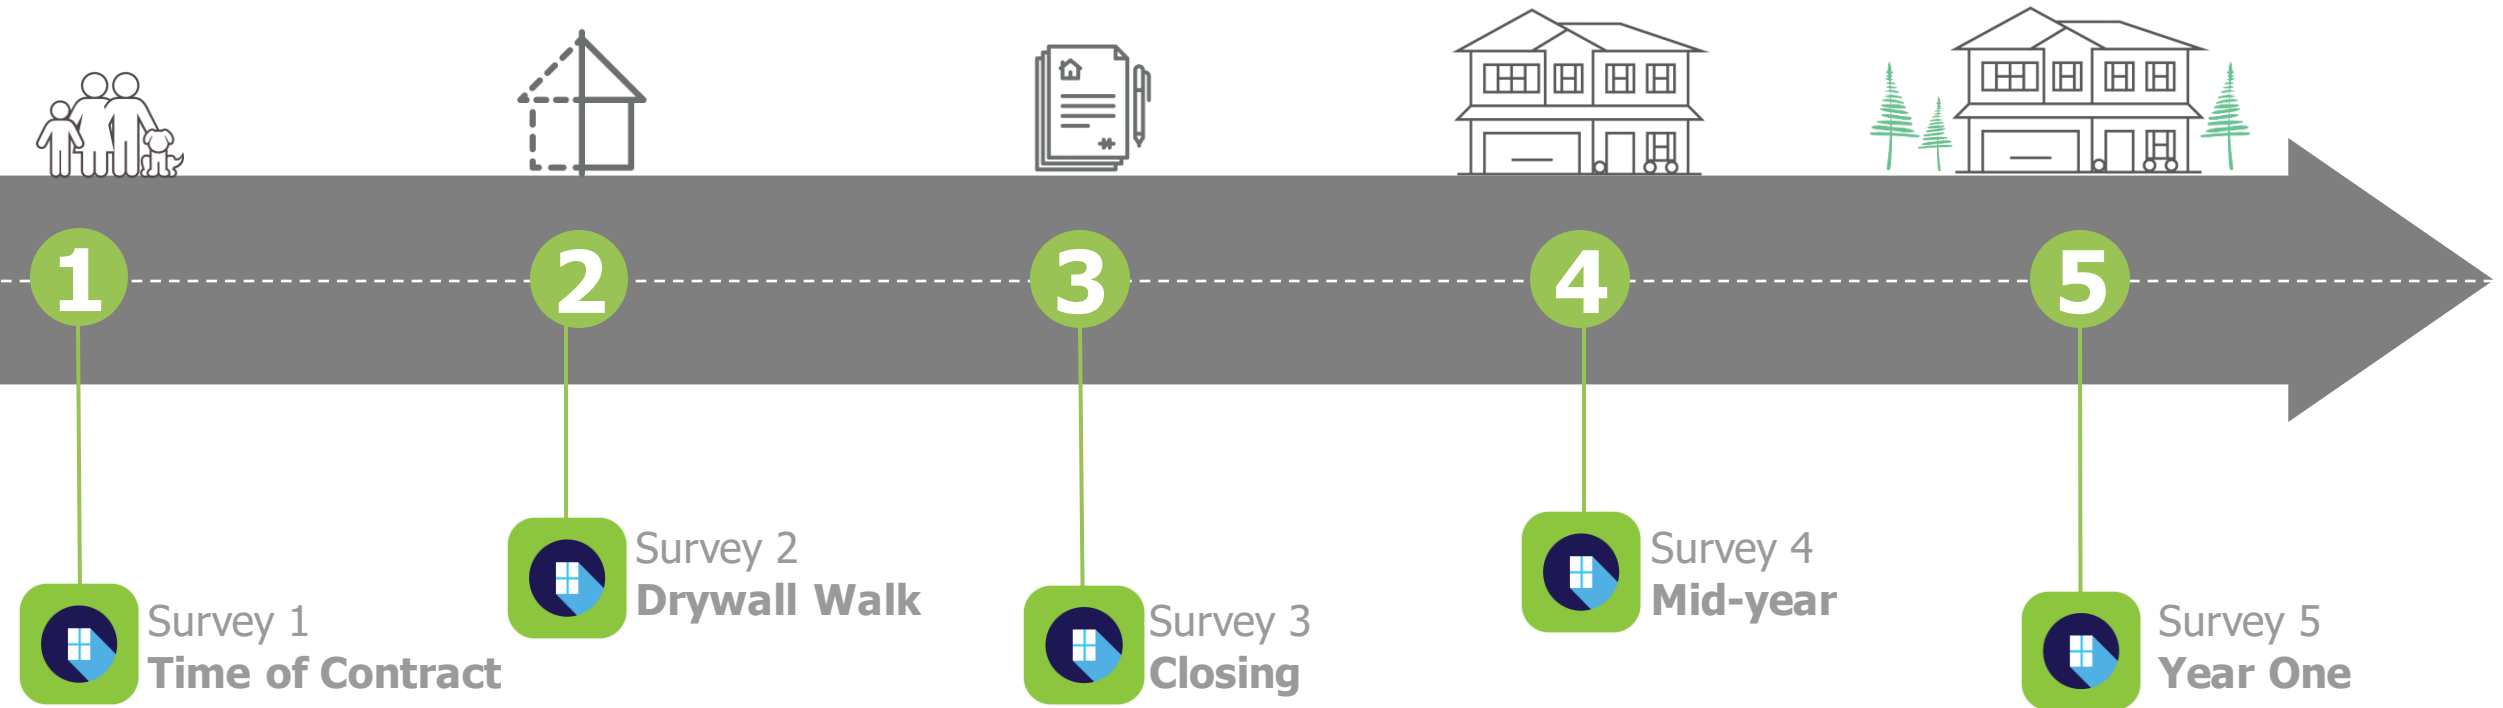 1
2
3
4
5
Survey 1
Time of Contract
Survey 2
Drywall Walk
Survey 3
Closing
Survey 4
Mid-year
Survey 5
Year One